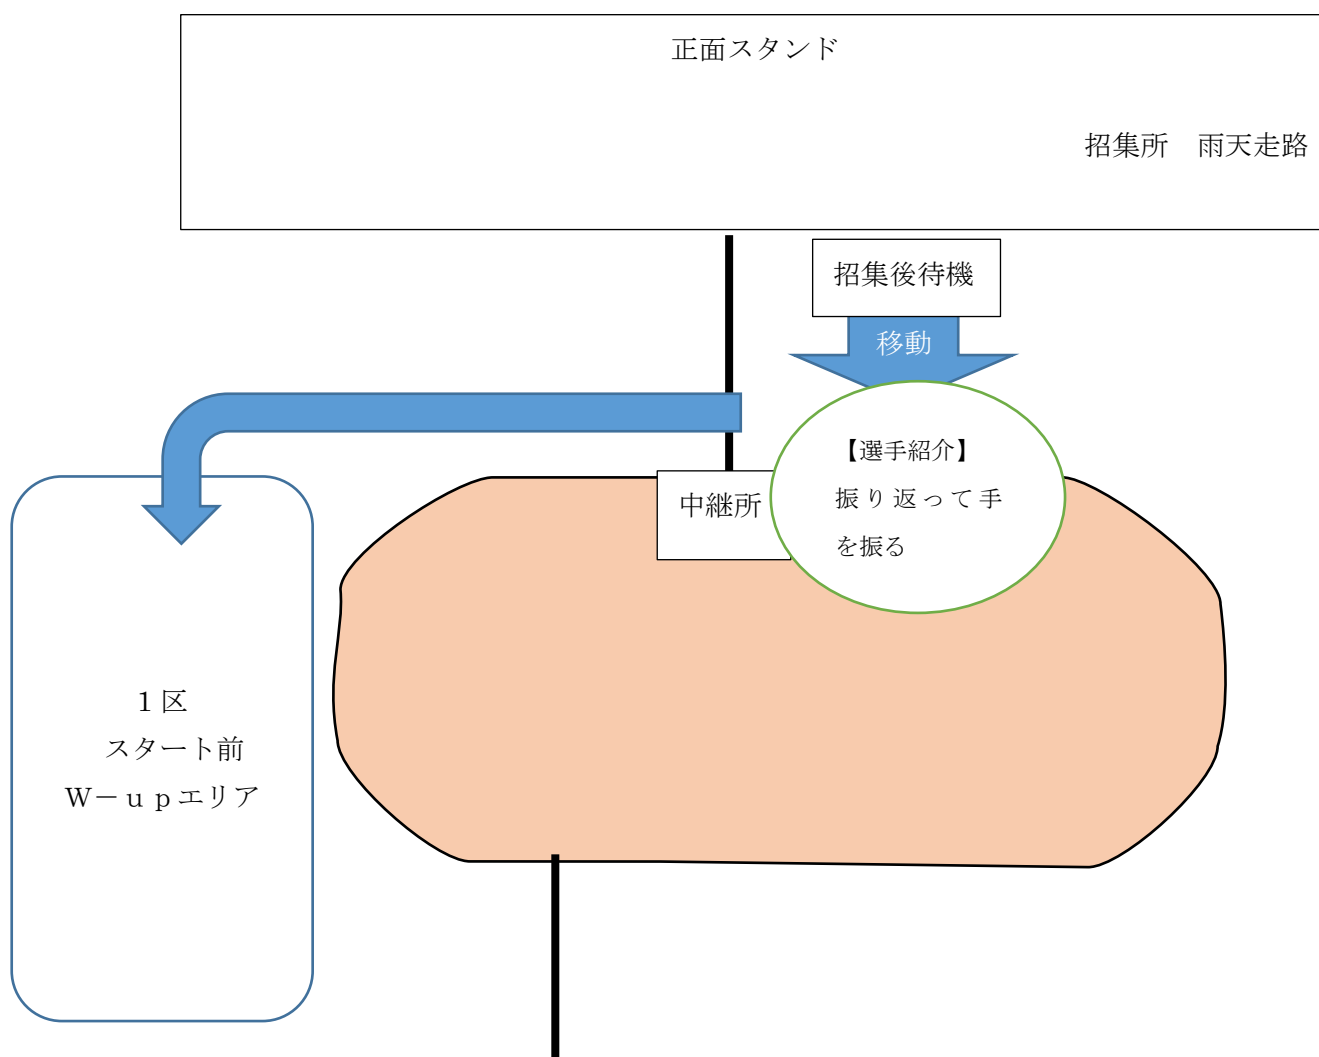 正面スタンド
招集所　雨天走路
招集後待機
移動
【選手紹介】
振り返って手
を振る
中継所
１区
スタート前
Ｗ－ｕｐエリア